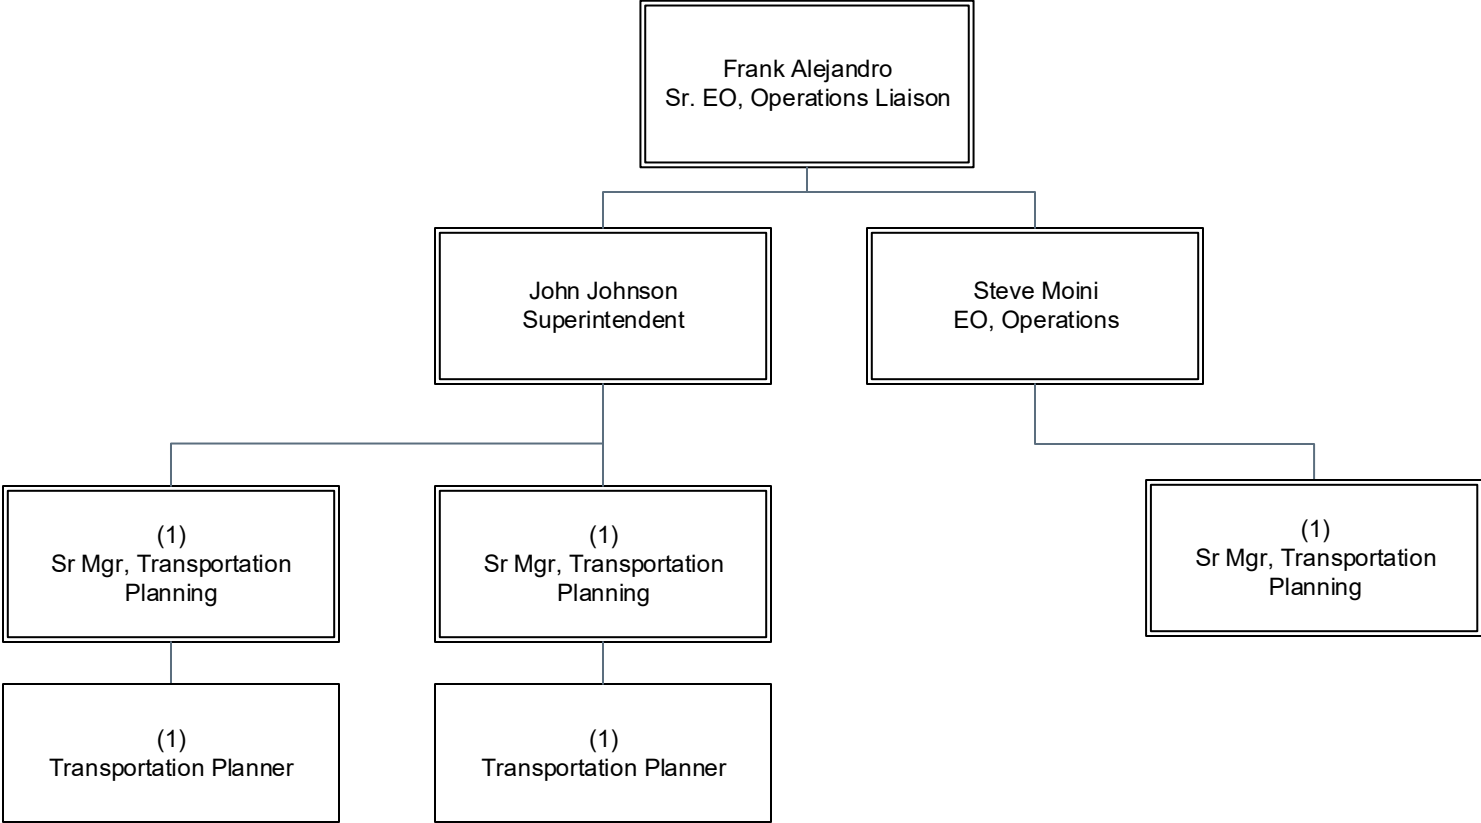 Frank Alejandro
Sr. EO, Operations Liaison
John Johnson
Superintendent
Steve Moini
EO, Operations
(1)
Sr Mgr, Transportation
Planning
(1)
Sr Mgr, Transportation
Planning
(1)
Sr Mgr, Transportation
Planning
(1)
Transportation Planner
(1)
Transportation Planner